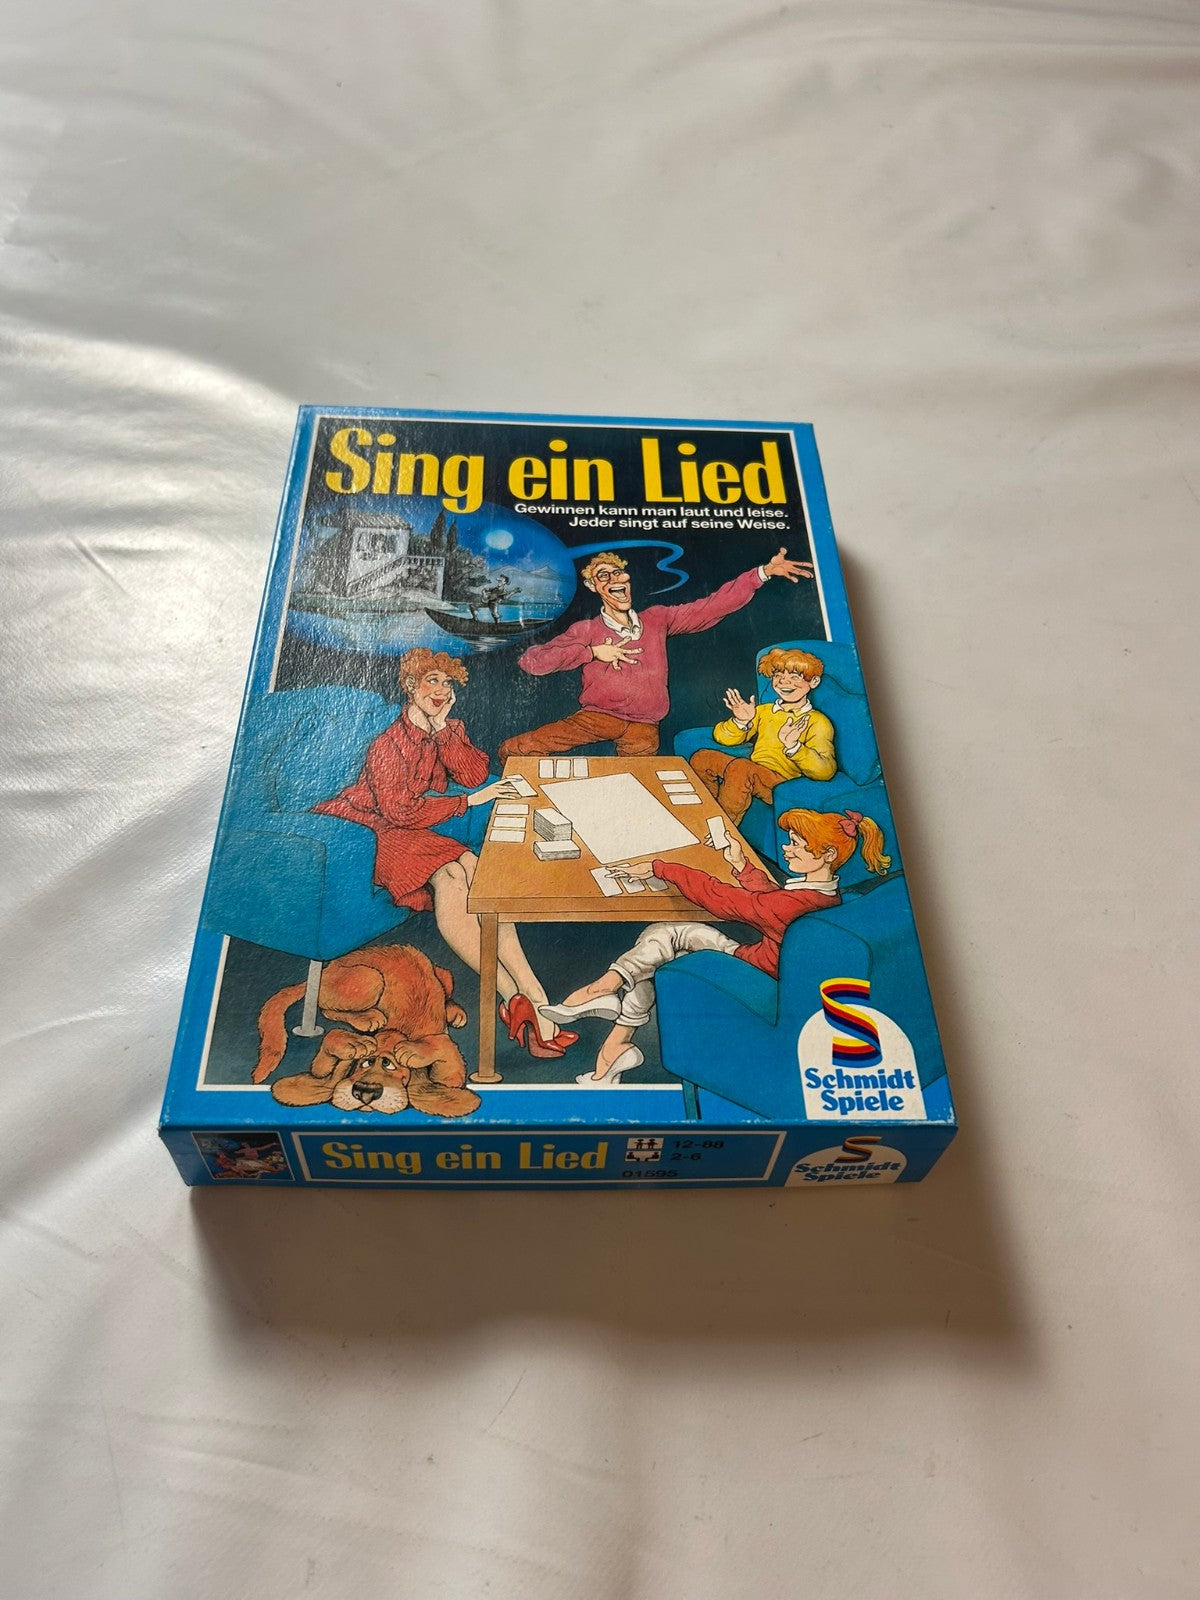 Sing ein Lied
Gewinnen kann man laut und leise.
Jeder singt auf seine Weise.
Schmidt
Spiele
Sing ein Lied
12-88
2-6
01595
Schmidt
Spiele